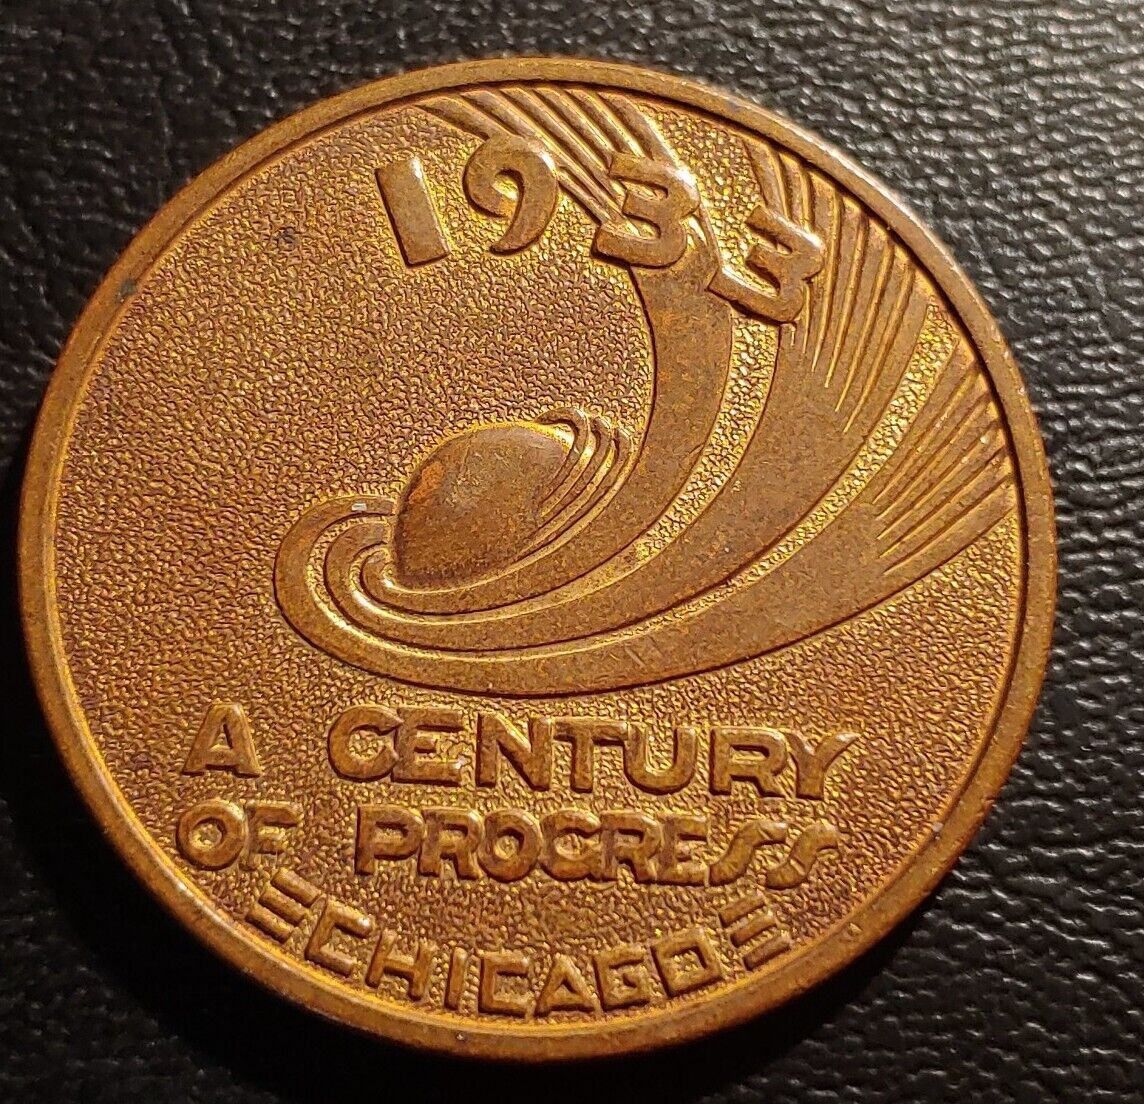 1933
A CENTURY
OF PROGRESS
CHICAGO